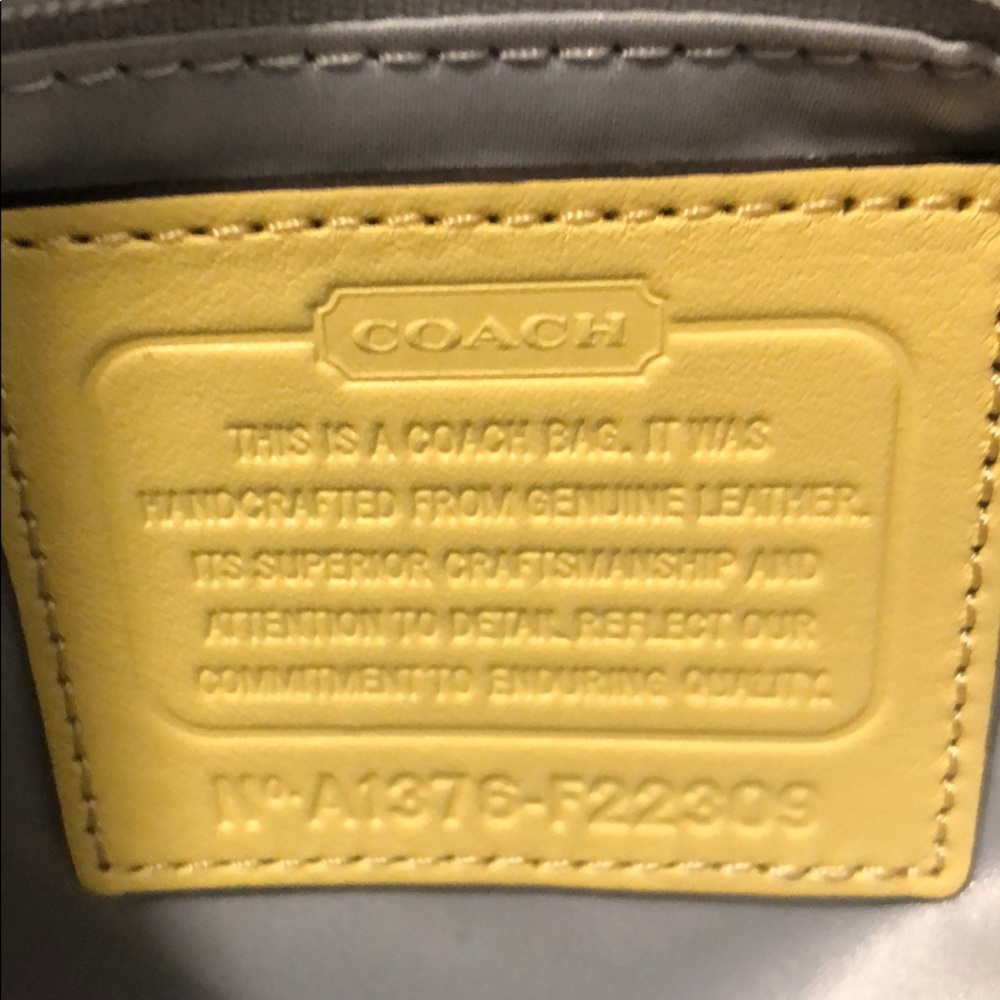 COACH
THIS IS A COACH BAG. IT WAS
HANDCRAFTED FROM GENUINE LEATHER.
ITS SUPERIOR CRAFTSMANSHIP AND
ATTENTION TO DETAIL REFLECT OUR
COMMITMENT TO ENDURING QUALITY.
Nº-A1376-F22309